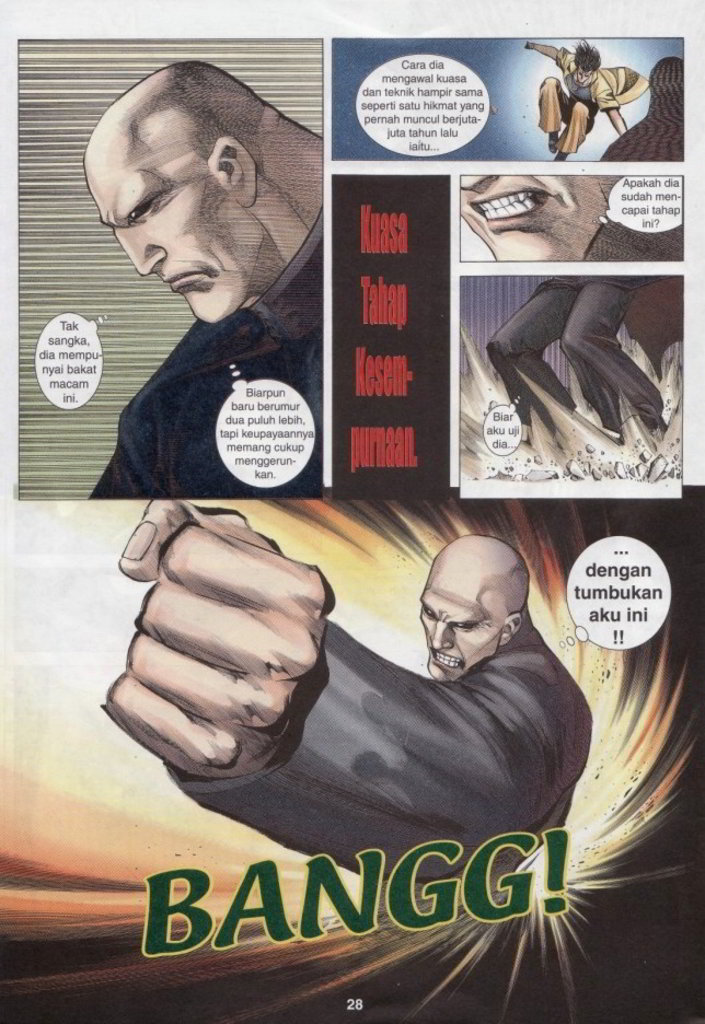 Tak
sangka,
dia mempu-
nyai bakat
macam
ini.
Biarpun
baru berumur
dua puluh lebih,
tapi keupayaannya
memang cukup
menggerun-
kan.
Cara dia
mengawal kuasa
dan teknik hampir sama
seperti satu hikmat yang
pernah muncul berjuta-
juta tahun lalu
iaitu...
Kuasa
Tahap
Kesem-
purnaan.
Apakah dia
sudah men-
capai tahap
ini?
Biar
aku uji
dia...
...
dengan
tumbukan
aku ini
!!
BANGG!
28